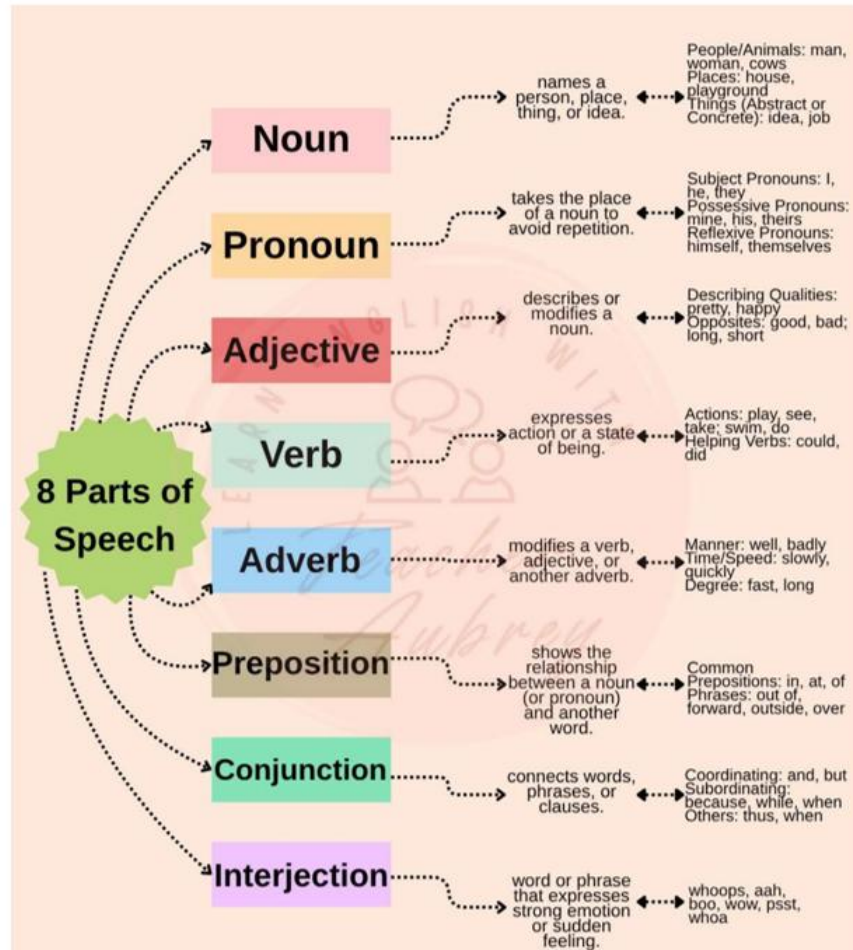 8 Parts of
Speech
Noun
names a
person, place,
thing, or idea.
People/Animals: man,
woman, cows
Places: house,
playground
Things (Abstract or
Concrete): idea, job
Pronoun
takes the place
of a noun to
avoid repetition.
Subject Pronouns: I,
he, they
Possessive Pronouns:
mine, his, theirs
Reflexive Pronouns:
himself, themselves
Adjective
describes or
modifies a
noun.
Describing Qualities:
pretty, happy
Opposites: good, bad;
long, short
Verb
expresses
action or a state
of being.
Actions: play, see,
take; swim, do
Helping Verbs: could,
did
Adverb
modifies a verb,
adjective, or
another adverb.
Manner: well, badly
Time/Speed: slowly,
quickly
Degree: fast, long
Preposition
shows the
relationship
between a noun
(or pronoun)
and another
word.
Common
Prepositions: in, at, of
Phrases: out of,
forward, outside, over
Conjunction
connects words,
phrases, or
clauses.
Coordinating: and, but
Subordinating:
because, while, when
Others: thus, when
Interjection
word or phrase
that expresses
strong emotion
or sudden
feeling.
whoops, aah,
boo, wow, psst,
whoa
LEARN ENGLISH WITH
Teacher
Aubrey